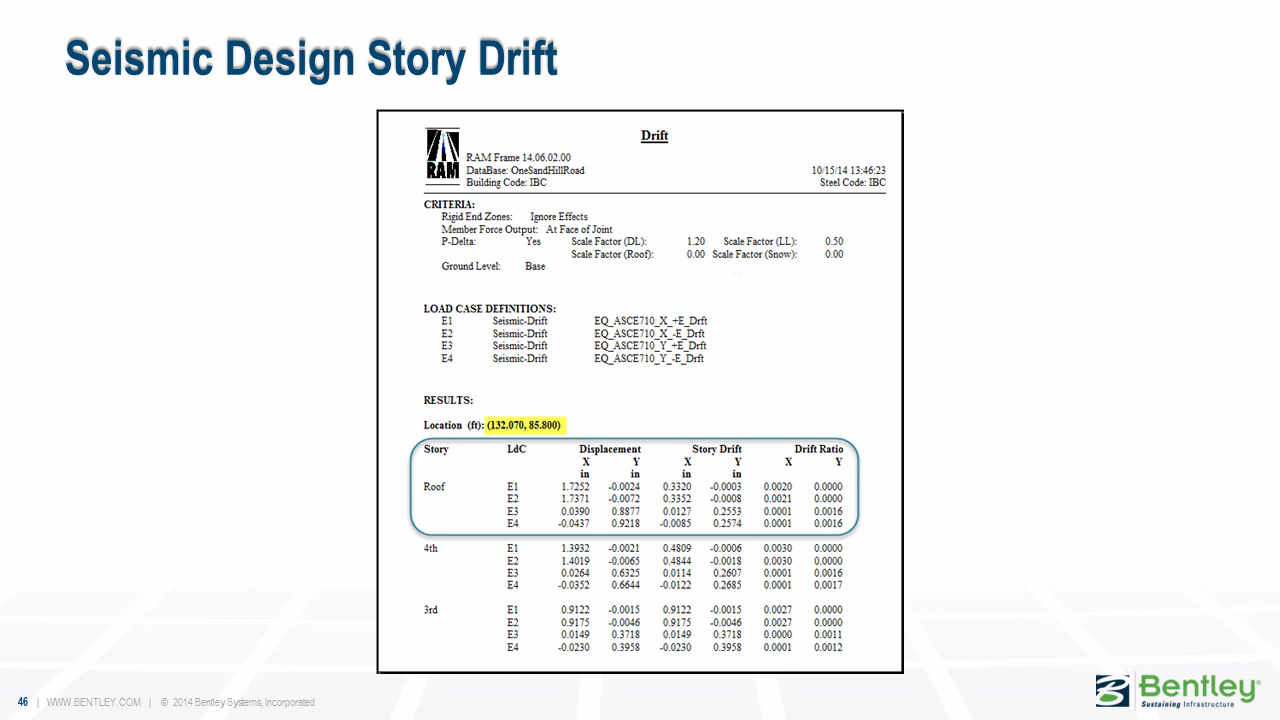 Seismic Design Story Drift
Drift
RAM
RAM Frame 14.06.02.00
DataBase: OneSandHillRoad 10/15/14 13:46:23
Building Code: IBC Steel Code: IBC
CRITERIA:
Rigid End Zones: Ignore Effects
Member Force Output: At Face of Joint
P-Delta: Yes Scale Factor (DL): 1.20 Scale Factor (LL): 0.50
Scale Factor (Roof): 0.00 Scale Factor (Snow): 0.00
Ground Level: Base
LOAD CASE DEFINITIONS:
E1 Seismic-Drift EQ_ASCE710_X_+E_Drft
E2 Seismic-Drift EQ_ASCE710_X_-E_Drft
E3 Seismic-Drift EQ_ASCE710_Y_+E_Drft
E4 Seismic-Drift EQ_ASCE710_Y_-E_Drft
RESULTS:
Location (ft): (132.070, 85.800)
Story LdC Displacement Story Drift Drift Ratio
X Y X Y X Y
in in in in
Roof E1 1.7252 -0.0024 0.3320 -0.0003 0.0020 0.0000
E2 1.7371 -0.0072 0.3352 -0.0008 0.0021 0.0000
E3 0.0390 0.8877 0.0127 0.2553 0.0001 0.0016
E4 -0.0437 0.9218 -0.0085 0.2574 0.0001 0.0016
4th E1 1.3932 -0.0021 0.4809 -0.0006 0.0030 0.0000
E2 1.4019 -0.0065 0.4844 -0.0018 0.0030 0.0000
E3 0.0264 0.6325 0.0114 0.2607 0.0001 0.0016
E4 -0.0352 0.6644 -0.0122 0.2685 0.0001 0.0017
3rd E1 0.9122 -0.0015 0.9122 -0.0015 0.0027 0.0000
E2 0.9175 -0.0046 0.9175 -0.0046 0.0027 0.0000
E3 0.0149 0.3718 0.0149 0.3718 0.0000 0.0011
E4 -0.0230 0.3958 -0.0230 0.3958 0.0001 0.0012
46 | WWW.BENTLEY.COM | © 2014 Bentley Systems, Incorporated
Bentley®
Sustaining Infrastructure